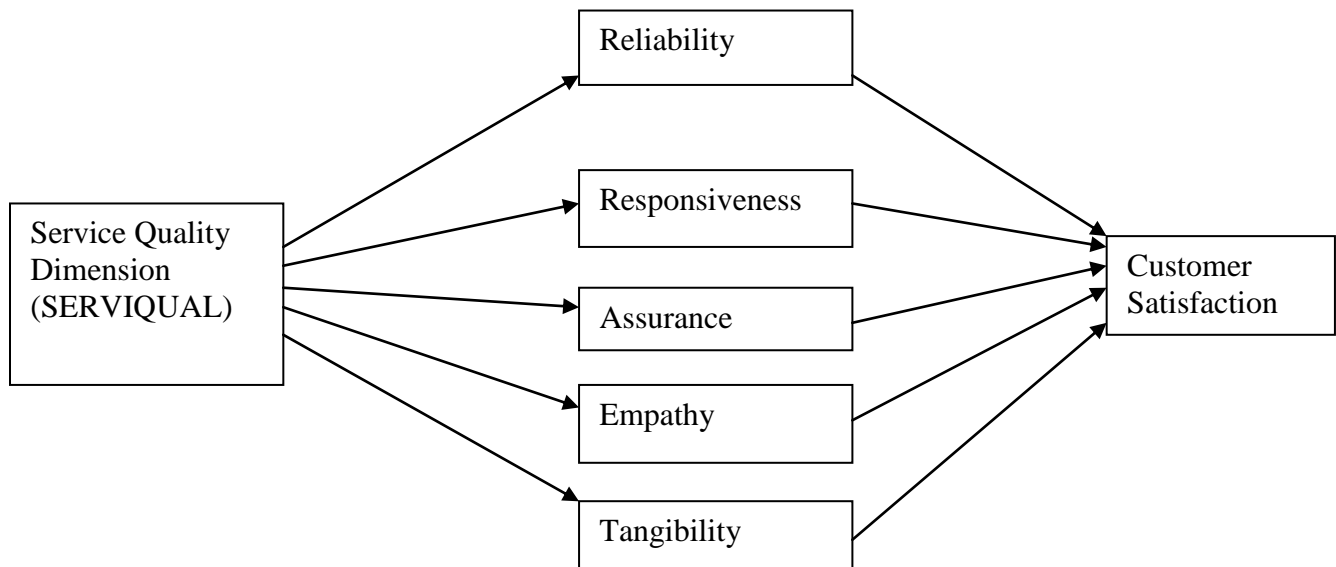 Reliability
Responsiveness
Service Quality
Dimension
(SERVIQUAL)
Assurance
Empathy
Tangibility
Customer
Satisfaction